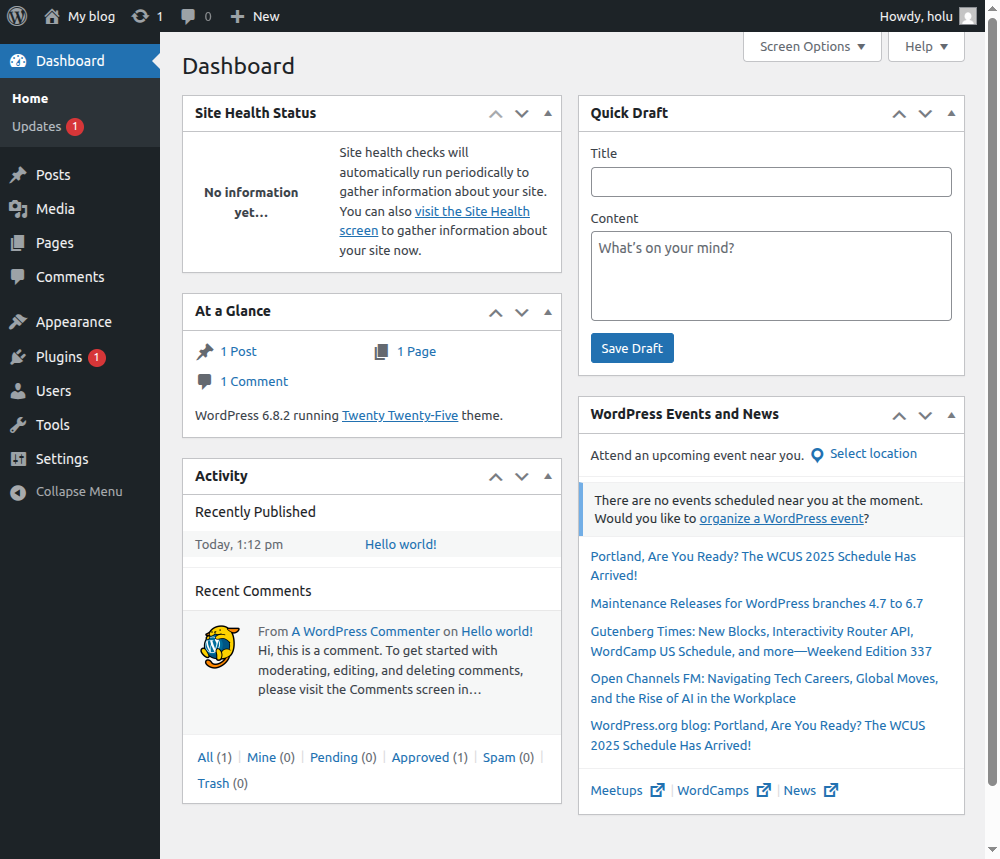 My blog 1 0 New Howdy, holu
Dashboard
Home
Updates 1
Posts
Media
Pages
Comments
Appearance
Plugins 1
Users
Tools
Settings
Collapse Menu
Screen Options Help
Dashboard
Site Health Status
No information
yet...
Site health checks will
automatically run periodically to
gather information about your site.
You can also visit the Site Health
screen to gather information about
your site now.
At a Glance
1 Post 1 Page
1 Comment
WordPress 6.8.2 running Twenty Twenty-Five theme.
Activity
Recently Published
Today, 1:12 pm Hello world!
Recent Comments
From A WordPress Commenter on Hello world!
Hi, this is a comment. To get started with
moderating, editing, and deleting comments,
please visit the Comments screen in…
All (1) | Mine (0) | Pending (0) | Approved (1) | Spam (0) |
Trash (0)
Quick Draft
Title
Content
What’s on your mind?
Save Draft
WordPress Events and News
Attend an upcoming event near you. Select location
There are no events scheduled near you at the moment.
Would you like to organize a WordPress event?
Portland, Are You Ready? The WCUS 2025 Schedule Has
Arrived!
Maintenance Releases for WordPress branches 4.7 to 6.7
Gutenberg Times: New Blocks, Interactivity Router API,
WordCamp US Schedule, and more—Weekend Edition 337
Open Channels FM: Navigating Tech Careers, Global Moves,
and the Rise of AI in the Workplace
WordPress.org blog: Portland, Are You Ready? The WCUS
2025 Schedule Has Arrived!
Meetups | WordCamps | News